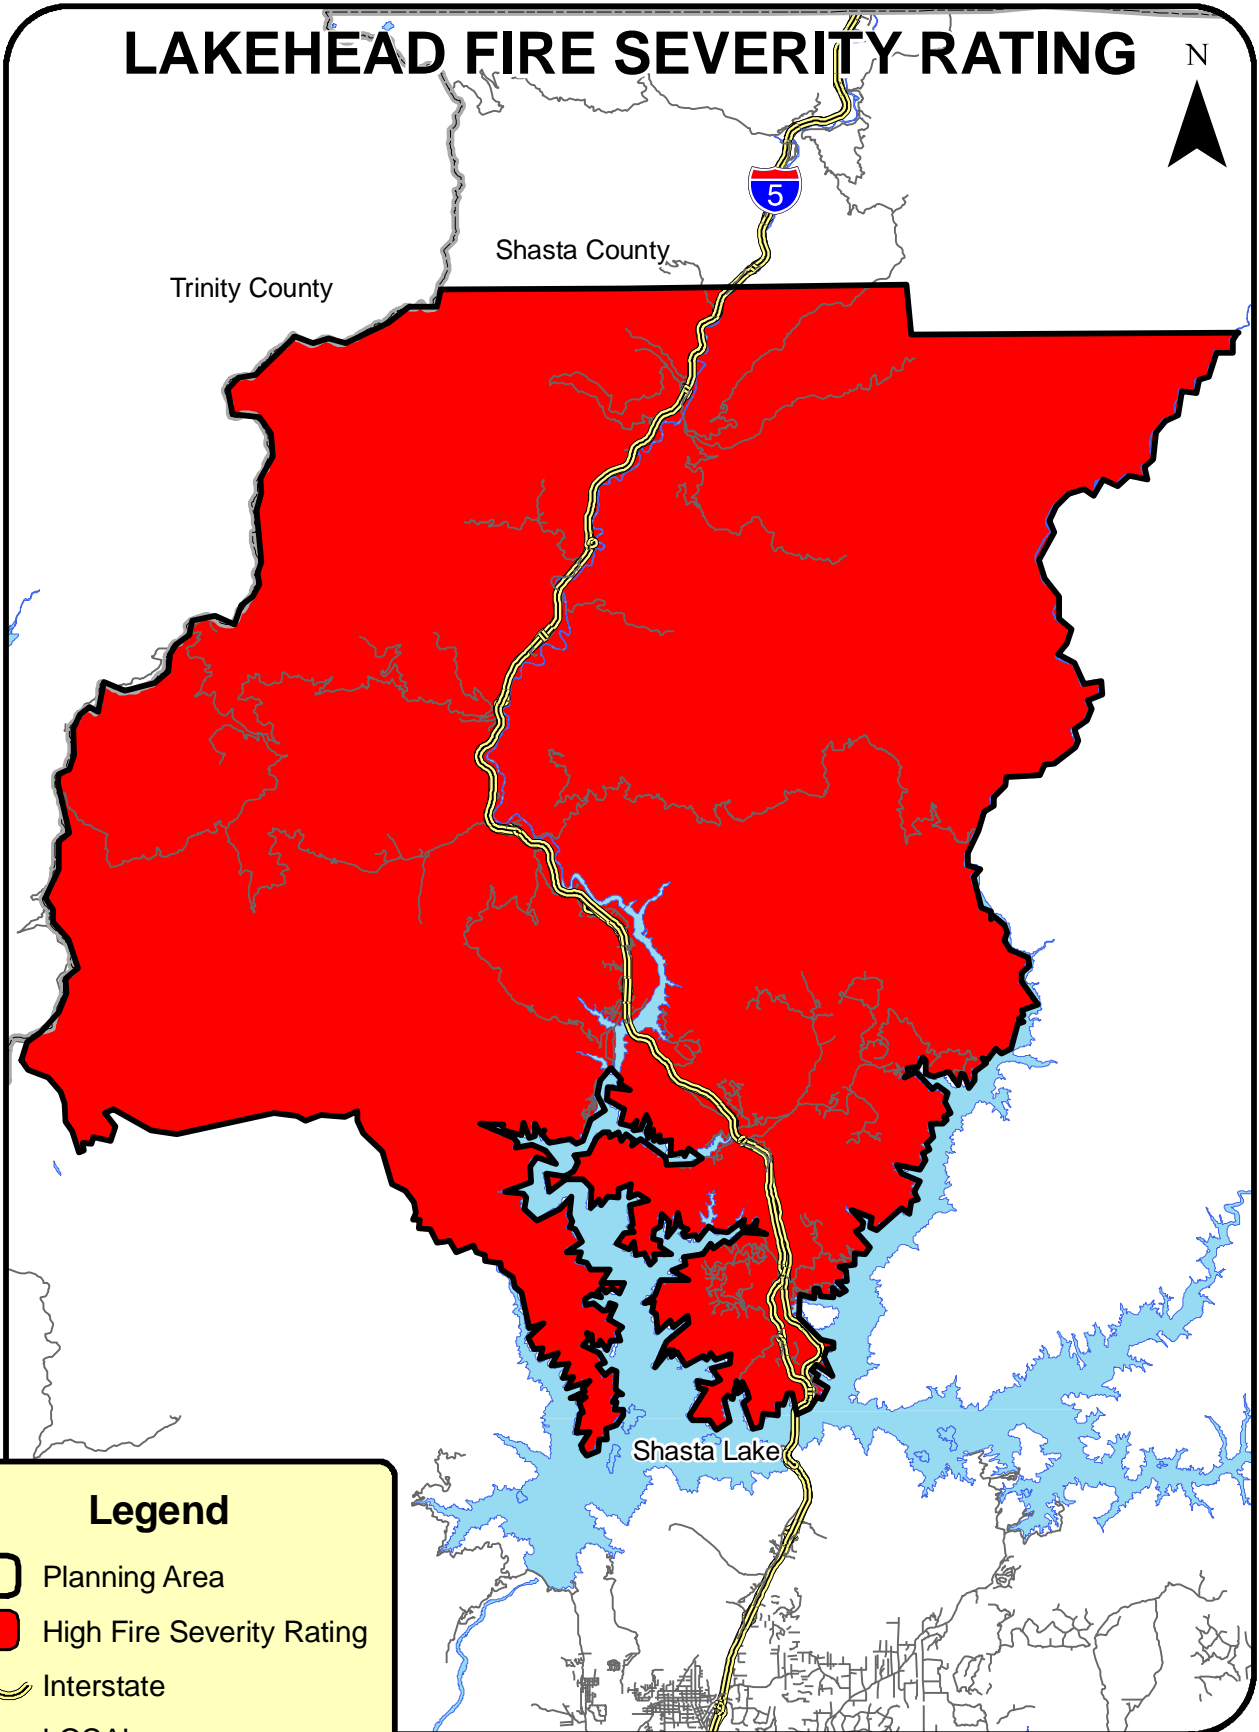 LAKEHEAD FIRE SEVERITY RATING
N
5
Shasta County
Trinity County
Shasta Lake
Legend
Planning Area
High Fire Severity Rating
Interstate